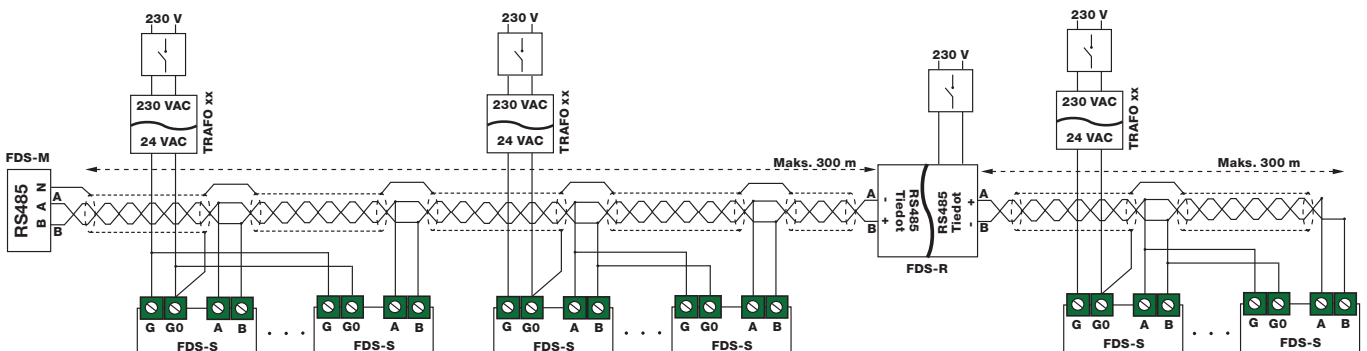 230 V
230 V
230 V
230 V
230 VAC
24 VAC
TRAFO xx
230 VAC
24 VAC
TRAFO xx
230 VAC
24 VAC
TRAFO xx
FDS-M
Maks. 300 m
Maks. 300 m
RS485
N
A
B
A
B
A
B
-
+
RS485
Tiedot
RS485
Tiedot
+
-
A
B
FDS-R
G G0 A B
FDS-S
. . .
G G0 A B
FDS-S
G G0 A B
FDS-S
. . .
G G0 A B
FDS-S
G G0 A B
FDS-S
. . .
G G0 A B
FDS-S